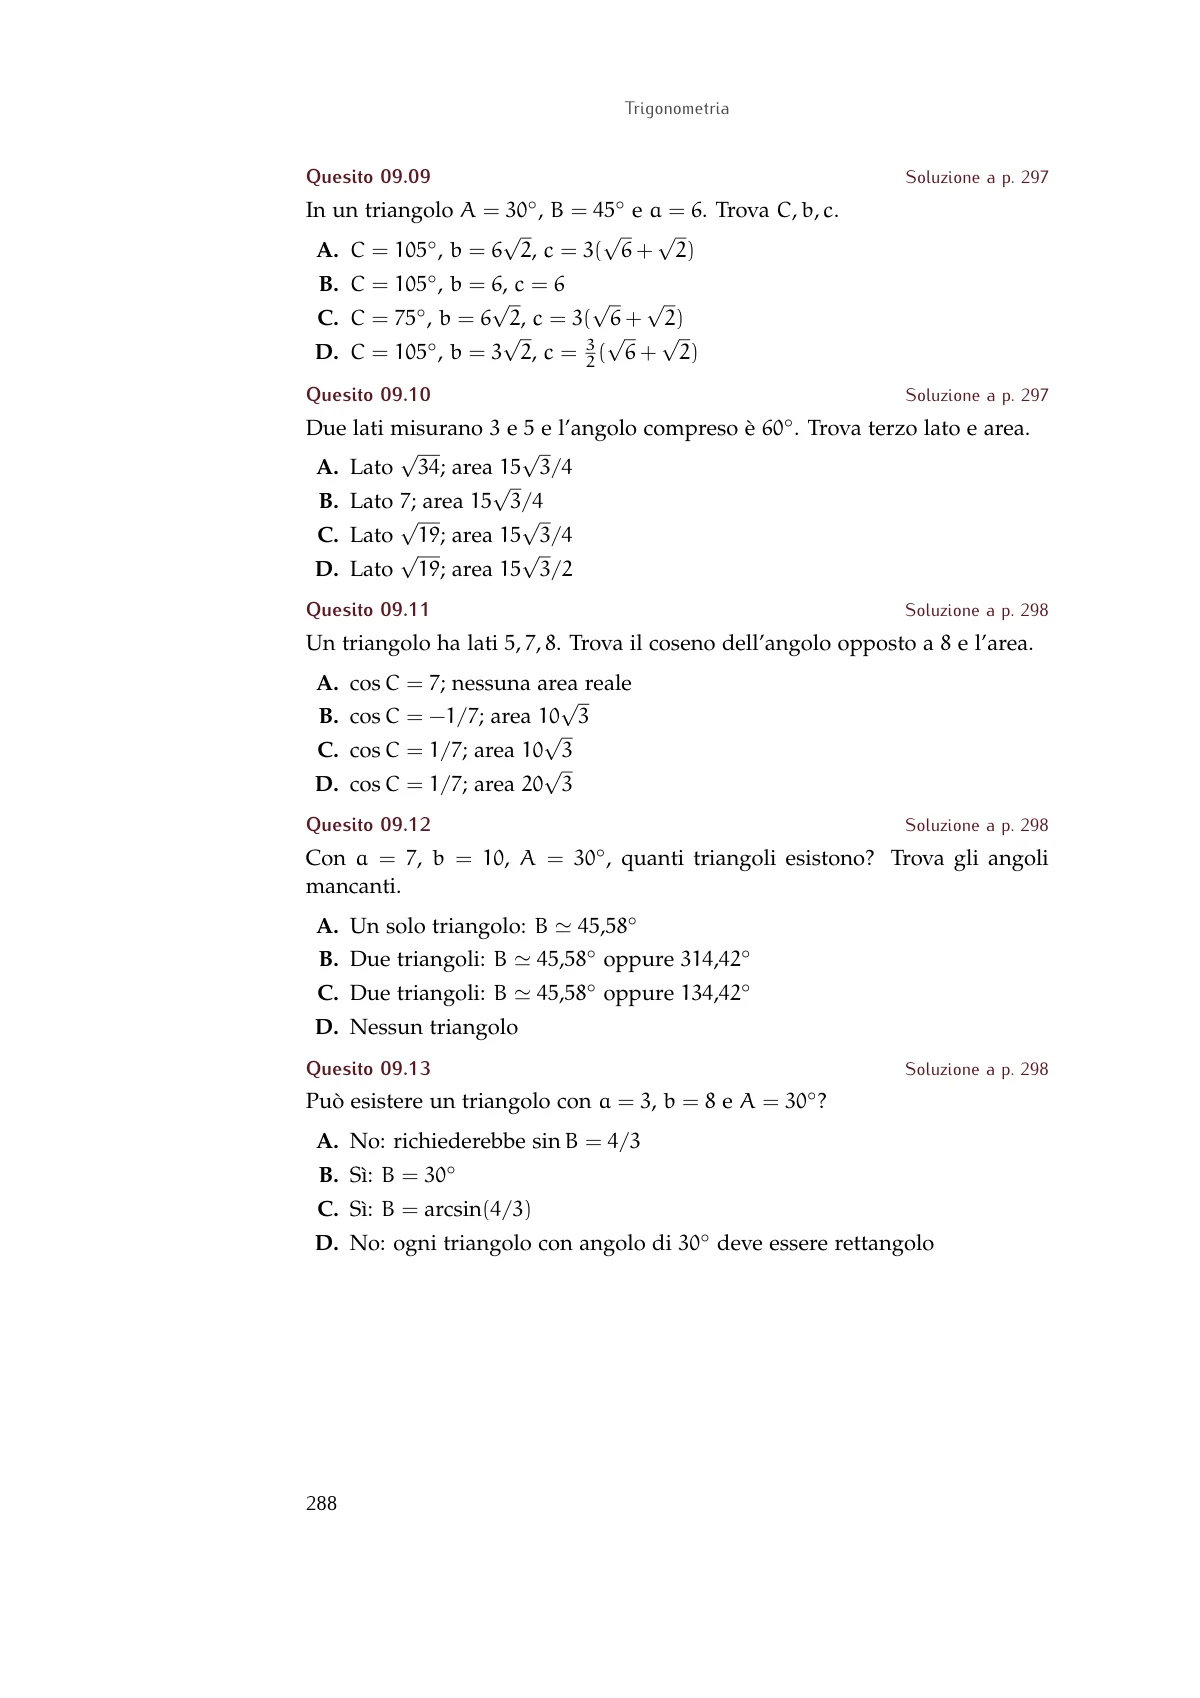 Trigonometria
Quesito 09.09 Soluzione a p. 297
In un triangolo A = 30°, B = 45° e a = 6. Trova C, b, c.
A. C = 105°, b = 6√2, c = 3(√6 + √2)
B. C = 105°, b = 6, c = 6
C. C = 75°, b = 6√2, c = 3(√6 + √2)
D. C = 105°, b = 3√2, c = 3/2(√6 + √2)
Quesito 09.10 Soluzione a p. 297
Due lati misurano 3 e 5 e l'angolo compreso è 60°. Trova terzo lato e area.
A. Lato √34; area 15√3/4
B. Lato 7; area 15√3/4
C. Lato √19; area 15√3/4
D. Lato √19; area 15√3/2
Quesito 09.11 Soluzione a p. 298
Un triangolo ha lati 5, 7, 8. Trova il coseno dell'angolo opposto a 8 e l'area.
A. cos C = 7; nessuna area reale
B. cos C = −1/7; area 10√3
C. cos C = 1/7; area 10√3
D. cos C = 1/7; area 20√3
Quesito 09.12 Soluzione a p. 298
Con a = 7, b = 10, A = 30°, quanti triangoli esistono? Trova gli angoli
mancanti.
A. Un solo triangolo: B ≃ 45,58°
B. Due triangoli: B ≃ 45,58° oppure 314,42°
C. Due triangoli: B ≃ 45,58° oppure 134,42°
D. Nessun triangolo
Quesito 09.13 Soluzione a p. 298
Può esistere un triangolo con a = 3, b = 8 e A = 30°?
A. No: richiederebbe sin B = 4/3
B. Sì: B = 30°
C. Sì: B = arcsin(4/3)
D. No: ogni triangolo con angolo di 30° deve essere rettangolo
288